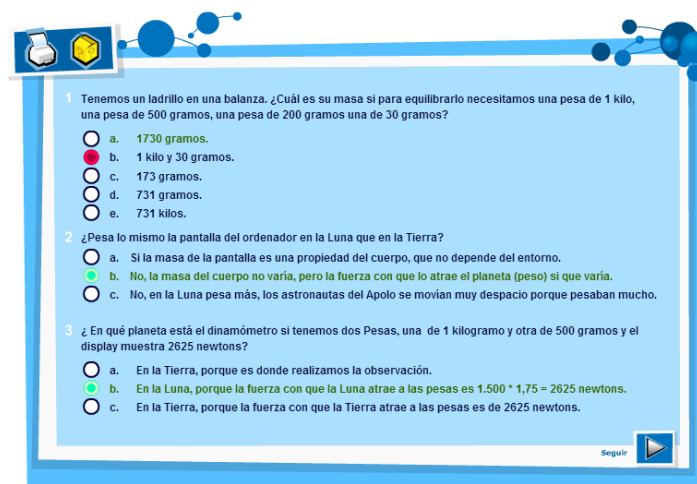 1 Tenemos un ladrillo en una balanza. ¿Cuál es su masa si para equilibrarlo necesitamos una pesa de 1 kilo,
una pesa de 500 gramos, una pesa de 200 gramos una de 30 gramos?
a. 1730 gramos.
b. 1 kilo y 30 gramos.
c. 173 gramos.
d. 731 gramos.
e. 731 kilos.
2 ¿Pesa lo mismo la pantalla del ordenador en la Luna que en la Tierra?
a. Si la masa de la pantalla es una propiedad del cuerpo, que no depende del entorno.
b. No, la masa del cuerpo no varía, pero la fuerza con que lo atrae el planeta (peso) si que varía.
c. No, en la Luna pesa más, los astronautas del Apolo se movían muy despacio porque pesaban mucho.
3 ¿ En qué planeta está el dinamómetro si tenemos dos Pesas, una de 1 kilogramo y otra de 500 gramos y el
display muestra 2625 newtons?
a. En la Tierra, porque es donde realizamos la observación.
b. En la Luna, porque la fuerza con que la Luna atrae a las pesas es 1.500 * 1,75 = 2625 newtons.
c. En la Tierra, porque la fuerza con que la Tierra atrae a las pesas es de 2625 newtons.
Seguir